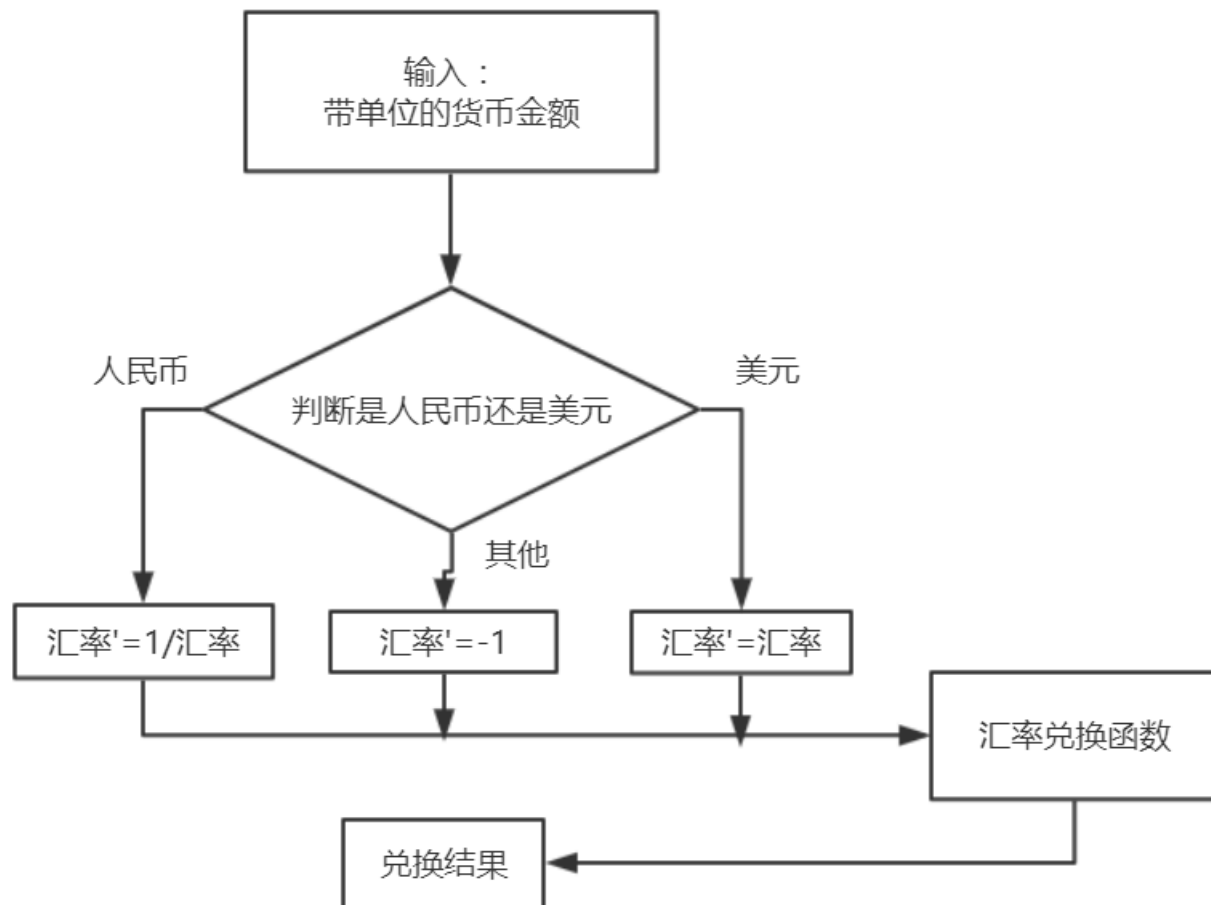 输入：
带单位的货币金额
人民币
美元
判断是人民币还是美元
其他
汇率'=1/汇率
汇率'=-1
汇率'=汇率
汇率兑换函数
兑换结果